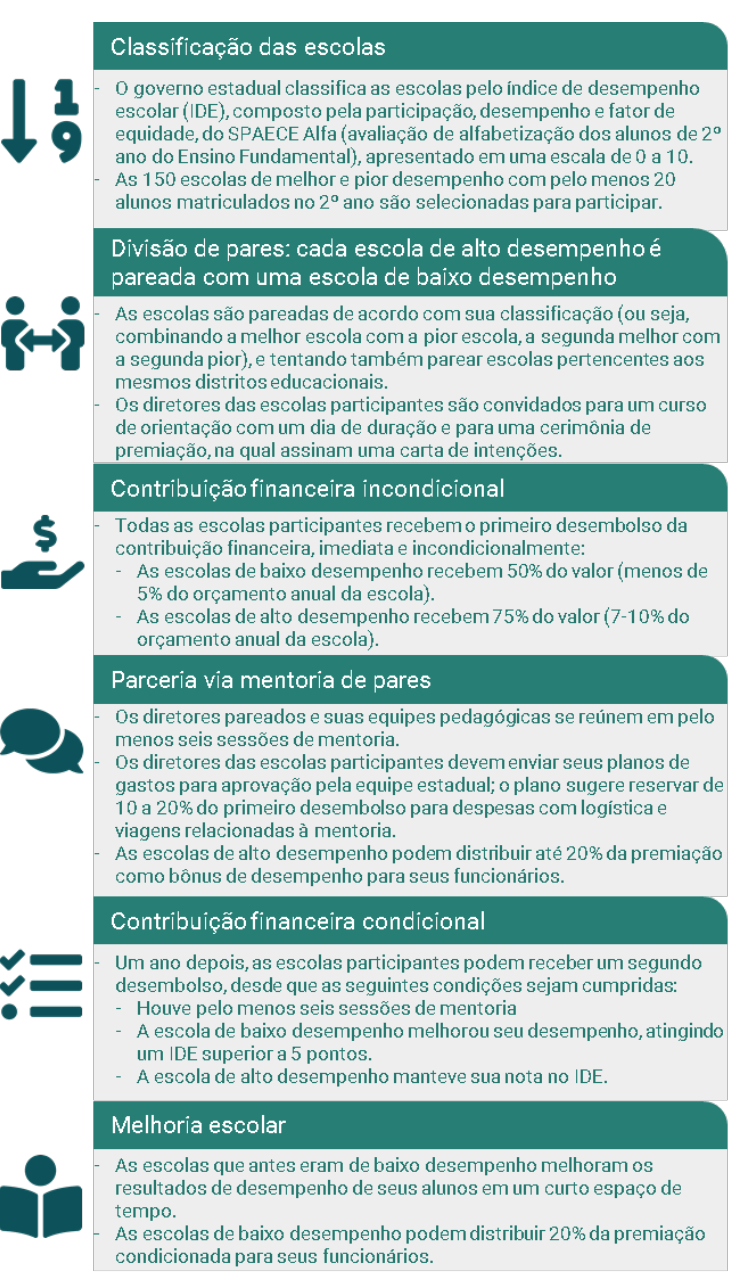 Classificação das escolas
1
9
- O governo estadual classifica as escolas pelo índice de desempenho
escolar (IDE), composto pela participação, desempenho e fator de
equidade, do SPAECE Alfa (avaliação de alfabetização dos alunos de 2º
ano do Ensino Fundamental), apresentado em uma escala de 0 a 10.
- As 150 escolas de melhor e pior desempenho com pelo menos 20
alunos matriculados no 2º ano são selecionadas para participar.
Divisão de pares: cada escola de alto desempenho é
pareada com uma escola de baixo desempenho
- As escolas são pareadas de acordo com sua classificação (ou seja,
combinando a melhor escola com a pior escola, a segunda melhor com
a segunda pior), e tentando também parear escolas pertencentes aos
mesmos distritos educacionais.
- Os diretores das escolas participantes são convidados para um curso
de orientação com um dia de duração e para uma cerimônia de
premiação, na qual assinam uma carta de intenções.
Contribuição financeira incondicional
$
- Todas as escolas participantes recebem o primeiro desembolso da
contribuição financeira, imediata e incondicionalmente:
- As escolas de baixo desempenho recebem 50% do valor (menos de
5% do orçamento anual da escola).
- As escolas de alto desempenho recebem 75% do valor (7-10% do
orçamento anual da escola).
Parceria via mentoria de pares
- Os diretores pareados e suas equipes pedagógicas se reúnem em pelo
menos seis sessões de mentoria.
- Os diretores das escolas participantes devem enviar seus planos de
gastos para aprovação pela equipe estadual; o plano sugere reservar de
10 a 20% do primeiro desembolso para despesas com logística e
viagens relacionadas à mentoria.
- As escolas de alto desempenho podem distribuir até 20% da premiação
como bônus de desempenho para seus funcionários.
Contribuição financeira condicional
- Um ano depois, as escolas participantes podem receber um segundo
desembolso, desde que as seguintes condições sejam cumpridas:
- Houve pelo menos seis sessões de mentoria
- A escola de baixo desempenho melhorou seu desempenho, atingindo
um IDE superior a 5 pontos.
- A escola de alto desempenho manteve sua nota no IDE.
Melhoria escolar
- As escolas que antes eram de baixo desempenho melhoram os
resultados de desempenho de seus alunos em um curto espaço de
tempo.
- As escolas de baixo desempenho podem distribuir 20% da premiação
condicionada para seus funcionários.